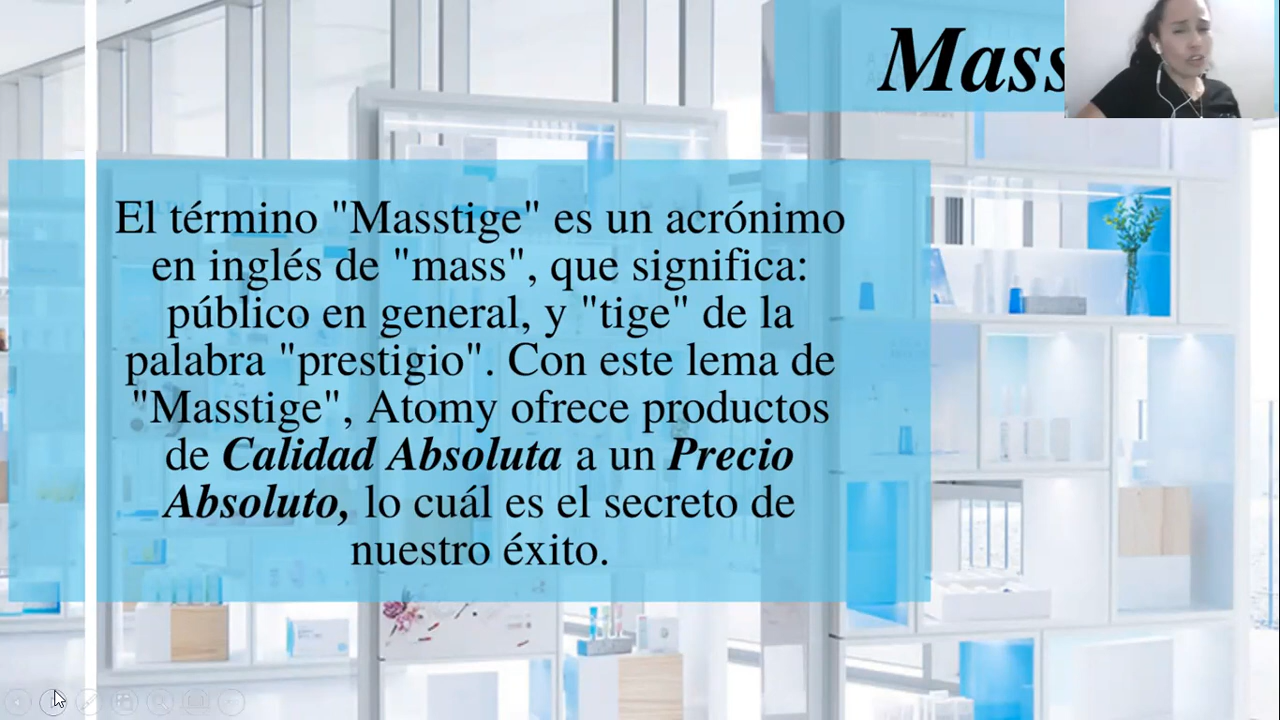 Mass
El término "Masstige" es un acrónimo
en inglés de "mass", que significa:
público en general, y "tige" de la
palabra "prestigio". Con este lema de
"Masstige", Atomy ofrece productos
de Calidad Absoluta a un Precio
Absoluto, lo cuál es el secreto de
nuestro éxito.